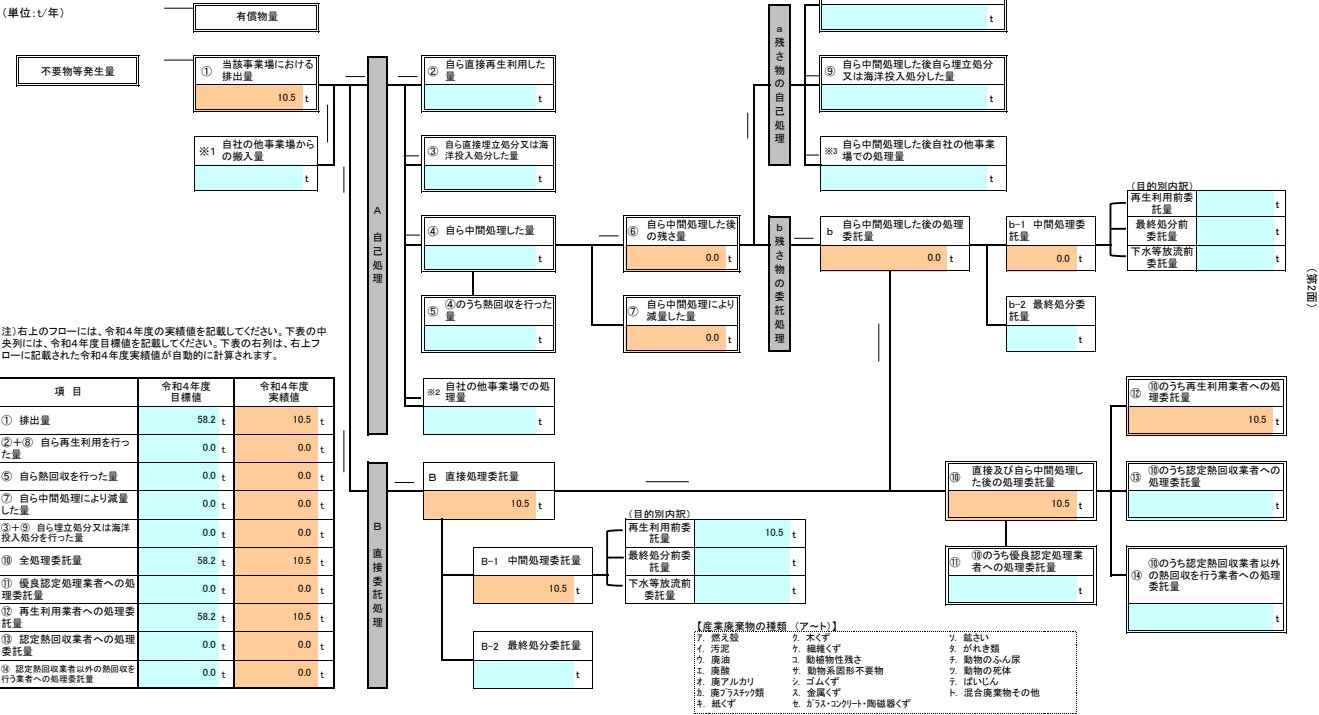 （単位:ｔ/年）
有償物量
不要物等発生量
① 当該事業場における
排出量
10.5 ｔ
※1 自社の他事業場から
の搬入量
ｔ
A 自己処理
② 自ら直接再生利用した
量
ｔ
③ 自ら直接埋立処分又は海
洋投入処分した量
ｔ
④ 自ら中間処理した量
ｔ
⑤ ④のうち熱回収を行った
量
ｔ
※2 自社の他事業場での処
理量
ｔ
⑥ 自ら中間処理した後
の残さ量
0.0 ｔ
⑦ 自ら中間処理により
減量した量
0.0 ｔ
a 残さ物の自己処理
ｔ
⑨ 自ら中間処理した後自ら埋立処分
又は海洋投入処分した量
ｔ
※3 自ら中間処理した後自社の他事業
場での処理量
ｔ
b 残さ物の委託処理
b 自ら中間処理した後の処理
委託量
0.0 ｔ
b-1 中間処理委
託量
0.0 ｔ
（目的別内訳）
再生利用前委
託量
ｔ
最終処分前
委託量
ｔ
下水等放流前
委託量
ｔ
b-2 最終処分委
託量
ｔ
（第2面）
注）右上のフローには、令和４年度の実績値を記載してください。下表の中
央列には、令和４年度目標値を記載してください。下表の右列は、右上フ
ローに記載された令和４年度実績値が自動的に計算されます。
項 目 令和４年度
目標値 令和４年度
実績値
① 排出量 58.2 ｔ 10.5 ｔ
②＋⑧ 自ら再生利用を行っ
た量 0.0 ｔ 0.0 ｔ
⑤ 自ら熱回収を行った量 0.0 ｔ 0.0 ｔ
⑦ 自ら中間処理により減量
した量 0.0 ｔ 0.0 ｔ
③＋⑨ 自ら埋立処分又は海洋
投入処分を行った量 0.0 ｔ 0.0 ｔ
⑩ 全処理委託量 58.2 ｔ 10.5 ｔ
⑪ 優良認定処理業者への処
理委託量 0.0 ｔ 0.0 ｔ
⑫ 再生利用業者への処理委
託量 58.2 ｔ 10.5 ｔ
⑬ 認定熱回収業者への処理
委託量 0.0 ｔ 0.0 ｔ
⑭ 認定熱回収業者以外の熱回収を
行う業者への処理委託量 0.0 ｔ 0.0 ｔ
B 直接委託処理
B 直接処理委託量
10.5 ｔ
B-1 中間処理委託量
10.5 ｔ
B-2 最終処分委託量
ｔ
（目的別内訳）
再生利用前委
託量
10.5 ｔ
最終処分前委
託量
下水等放流前
委託量
⑩ 直接及び自ら中間処理し
た後の処理委託量
10.5 ｔ
⑪ ⑩のうち優良認定処理業
者への処理委託量
ｔ
⑫ ⑩のうち再生利用業者への処
理委託量
10.5 ｔ
⑬ ⑩のうち認定熱回収業者への
処理委託量
ｔ
⑭ ⑩のうち認定熱回収業者以外
の熱回収を行う業者への処理
委託量
ｔ
【産業廃棄物の種類 （ア～ト）】
ア. 燃え殻 ク. 木くず ソ. 鉱さい
イ. 汚泥 ケ. 繊維くず タ. がれき類
ウ. 廃油 コ. 動植物性残さ チ. 動物のふん尿
エ. 廃酸 サ. 動物系固形不要物 ツ. 動物の死体
オ. 廃アルカリ シ. ゴムくず テ. ばいじん
カ. 廃プラスチック類 ス. 金属くず ト. 混合廃棄物その他
キ. 紙くず セ. ガラス・コンクリート・陶磁器くず